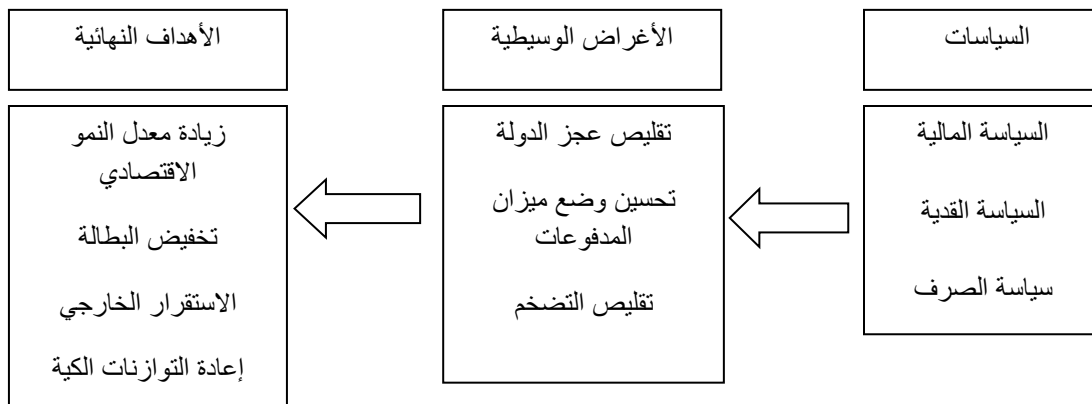 السياسات
الأغراض الوسيطية
الأهداف النهائية
السياسة المالية
السياسة القدية
سياسة الصرف
تقليص عجز الدولة
تحسين وضع ميزان
المدفوعات
تقليص التضخم
زيادة معدل النمو
الاقتصادي
تخفيض البطالة
الاستقرار الخارجي
إعادة التوازنات الكية